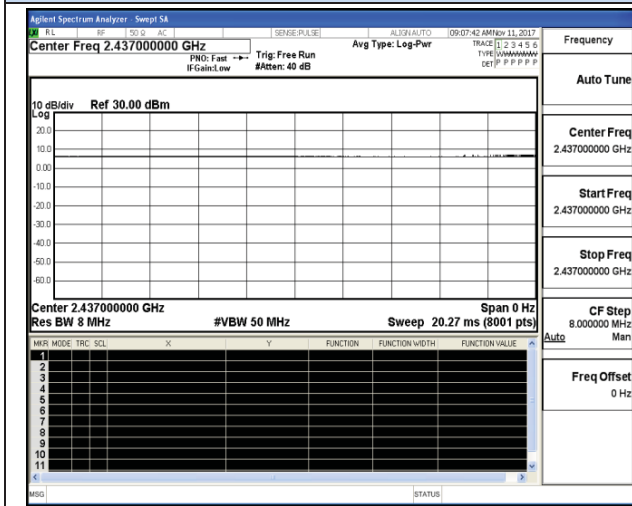 Agilent Spectrum Analyzer - Swept SA
RL RF 50 Ω AC SENSE:PULSE ALIGNAUTO 09:07:42 AM Nov 11, 2017
Center Freq 2.437000000 GHz
Avg Type: Log-Pwr
TRACE 1 2 3 4 5 6
TYPE WWWWWW
DET P P P P P P
PNO: Fast
IFGain:Low
Trig: Free Run
#Atten: 40 dB
10 dB/div Ref 30.00 dBm
Log
20.0
10.0
0.00
-10.0
-20.0
-30.0
-40.0
-50.0
-60.0
Center 2.437000000 GHz Span 0 Hz
Res BW 8 MHz #VBW 50 MHz Sweep 20.27 ms (8001 pts)
MKR MODE TRC SCL X Y FUNCTION FUNCTION WIDTH FUNCTION VALUE
1
2
3
4
5
6
7
8
9
10
11
MSG STATUS
Frequency
Auto Tune
Center Freq
2.437000000 GHz
Start Freq
2.437000000 GHz
Stop Freq
2.437000000 GHz
CF Step
8.000000 MHz
Auto Man
Freq Offset
0 Hz